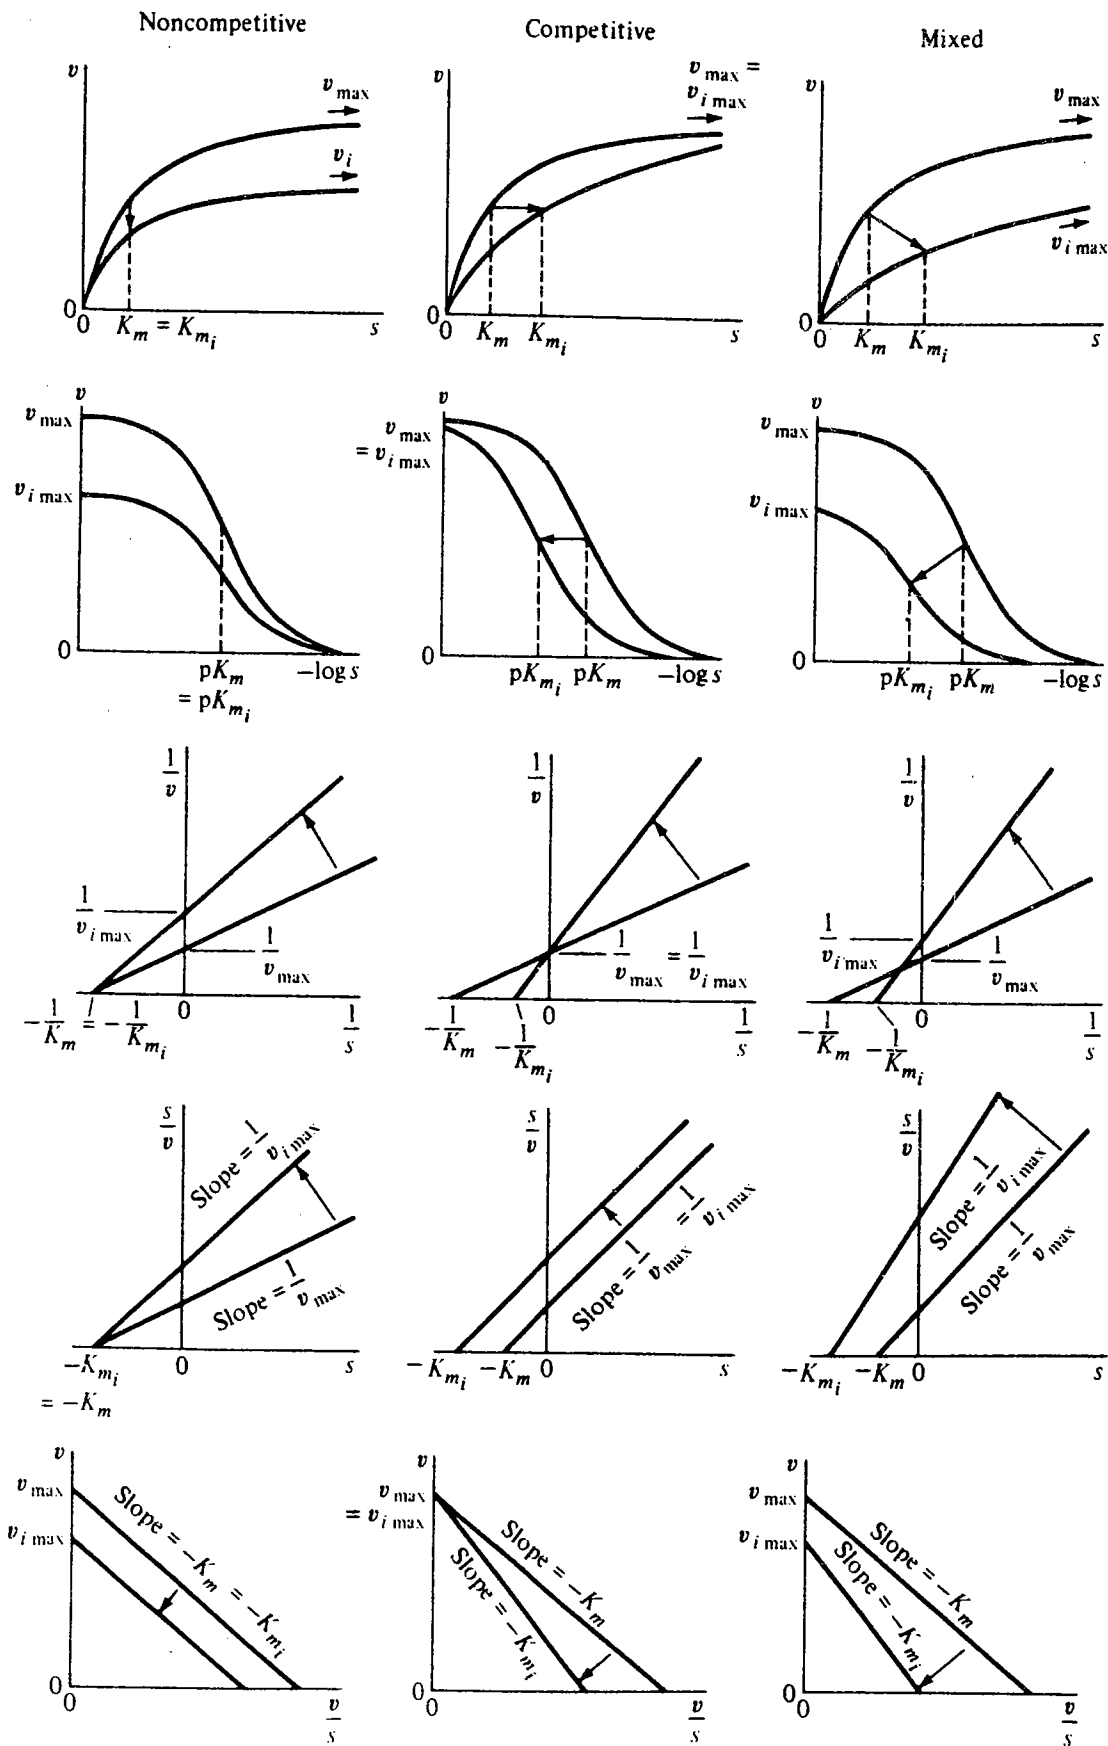 Noncompetitive
Competitive
Mixed
v
v max
v i
0
0
K m = K m i
s
v
v max =
v i max
0
0
K m
K m i
s
v
v max
v i max
0
0
K m
K m i
s
v
v max
v i max
0
pK m
= pK m i
−log s
v
v max
= v i max
0
pK m i
pK m
−log s
v
v max
v i max
0
pK m i
pK m
−log s
1/v
1/v i max
1/v max
−1/K m = −1/K m i
0
1/s
1/v
1/v max = 1/v i max
−1/K m
−1/K m i
0
1/s
1/v
1/v i max
1/v max
−1/K m
−1/K m i
0
1/s
s/v
Slope = 1/v i max
Slope = 1/v max
−K m i
= −K m
0
s
s/v
Slope = 1/v max = 1/v i max
−K m i
−K m
0
s
s/v
Slope = 1/v i max
Slope = 1/v max
−K m i
−K m
0
s
v
v max
v i max
Slope = −K m = −K m i
0
0
v/s
v
v max
= v i max
Slope = −K m
Slope = −K m i
0
0
v/s
v
v max
v i max
Slope = −K m
Slope = −K m i
0
0
v/s